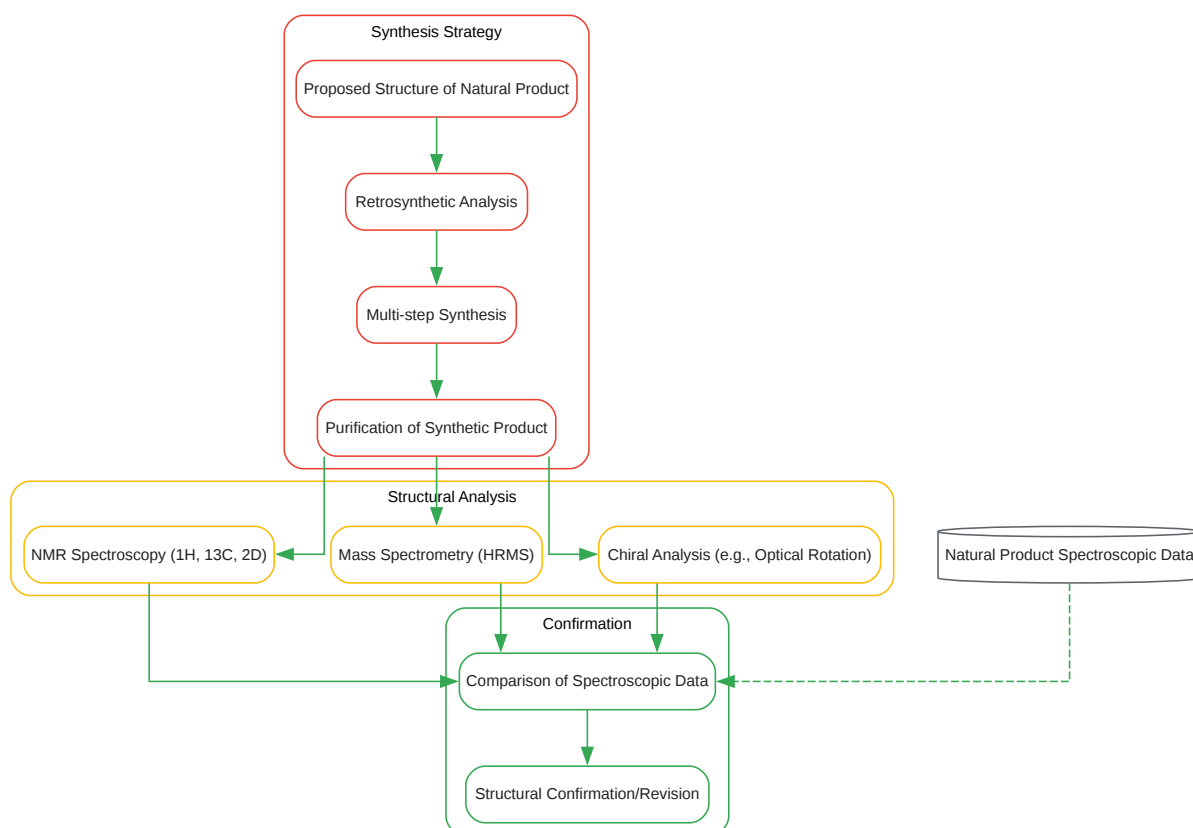 Synthesis Strategy
Proposed Structure of Natural Product
Retrosynthetic Analysis
Multi-step Synthesis
Purification of Synthetic Product
Structural Analysis
NMR Spectroscopy (1H, 13C, 2D)
Mass Spectrometry (HRMS)
Chiral Analysis (e.g., Optical Rotation)
Natural Product Spectroscopic Data
Confirmation
Comparison of Spectroscopic Data
Structural Confirmation/Revision